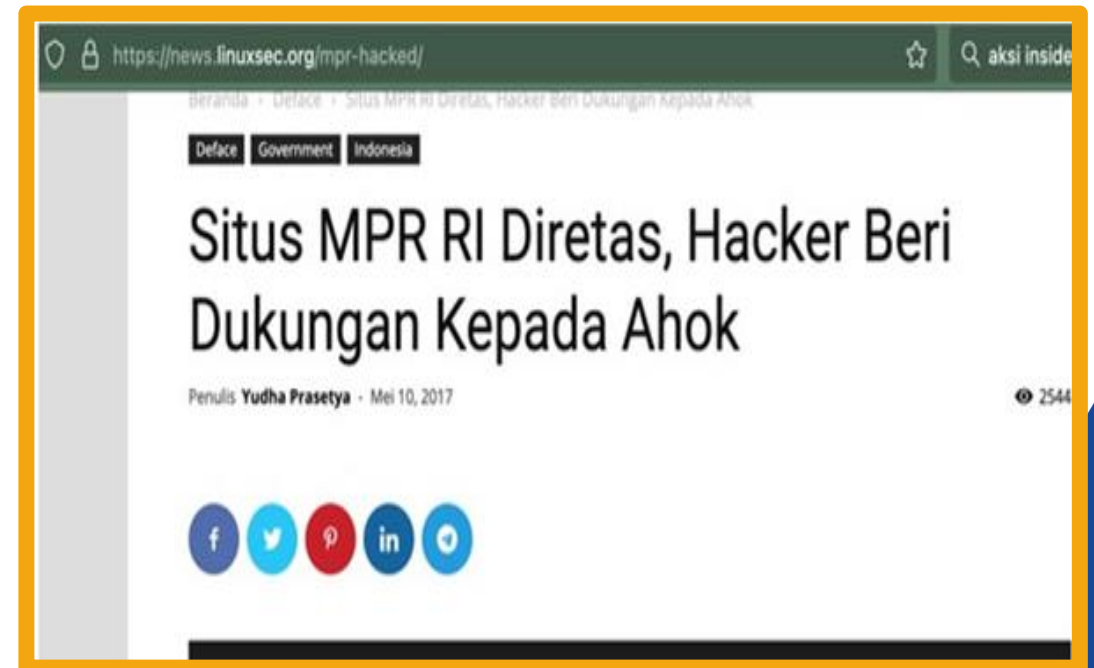 https://news.linuxsec.org/mpr-hacked/
aksi inside
Beranda › Deface › Situs MPR RI Diretas, Hacker Beri Dukungan Kepada Ahok
Deface Government Indonesia
Situs MPR RI Diretas, Hacker Beri
Dukungan Kepada Ahok
Penulis Yudha Prasetya - Mei 10, 2017
2544
f
in